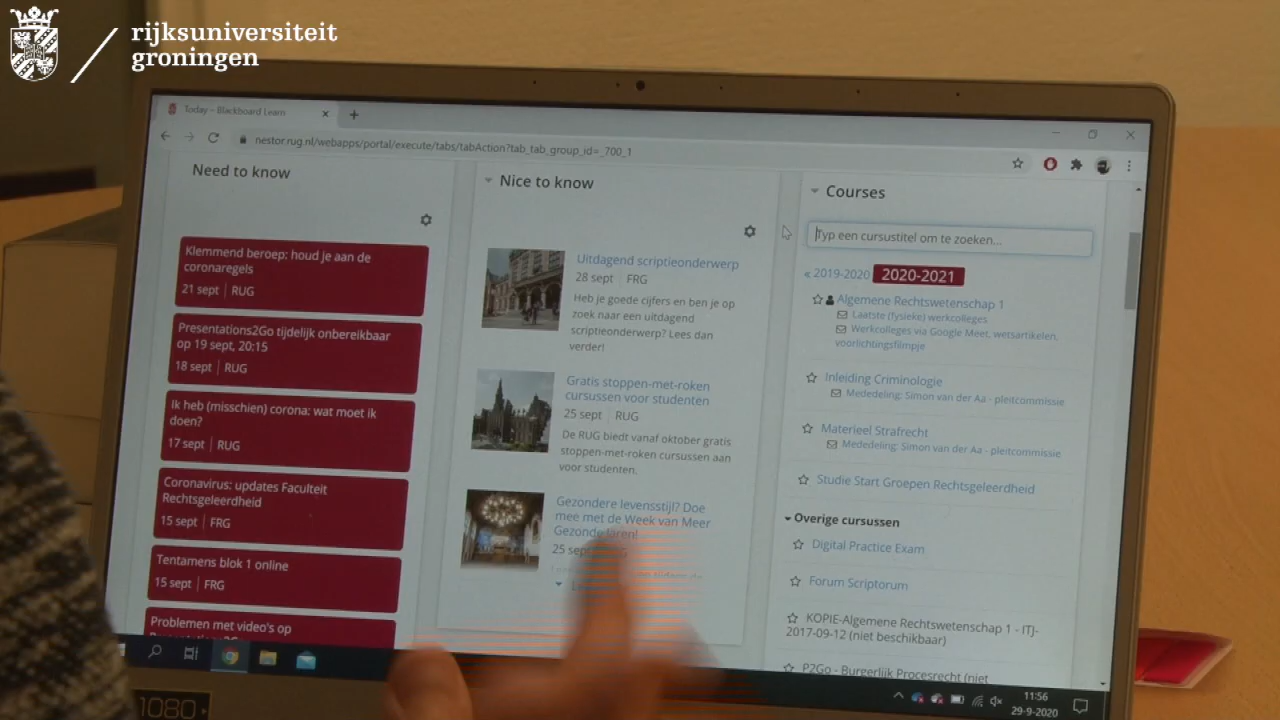 rijksuniversiteit
groningen
Today – Blackboard Learn
nestor.rug.nl/webapps/portal/execute/tabs/tabAction?tab_tab_group_id=_700_1
Need to know
Klemmend beroep: houd je aan de
coronaregels
21 sept | RUG
Presentations2Go tijdelijk onbereikbaar
op 19 sept, 20:15
18 sept | RUG
Ik heb (misschien) corona: wat moet ik
doen?
17 sept | RUG
Coronavirus: updates Faculteit
Rechtsgeleerdheid
15 sept | FRG
Tentamens blok 1 online
15 sept | FRG
Problemen met video's op
Nice to know
Uitdagend scriptieonderwerp
28 sept | FRG
Heb je goede cijfers en ben je op
zoek naar een uitdagend
scriptieonderwerp? Lees dan
verder!
Gratis stoppen-met-roken
cursussen voor studenten
25 sept | RUG
De RUG biedt vanaf oktober gratis
stoppen-met-roken cursussen aan
voor studenten.
Gezondere levensstijl? Doe
mee met de Week van Meer
Gezonde Jaren!
25 sept
Courses
Typ een cursustitel om te zoeken...
« 2019-2020 2020-2021
Algemene Rechtswetenschap 1
Laatste (fysieke) werkcolleges
Werkcolleges via Google Meet, wetsartikelen,
voorlichtingsfilmpje
Inleiding Criminologie
Mededeling: Simon van der Aa - pleitcommissie
Materieel Strafrecht
Mededeling: Simon van der Aa - pleitcommissie
Studie Start Groepen Rechtsgeleerdheid
Overige cursussen
Digital Practice Exam
Forum Scriptorum
KOPIE-Algemene Rechtswetenschap 1 - ITJ-
2017-09-12 (niet beschikbaar)
P2Go - Burgerlijk Procesrecht (niet
11:56
29-9-2020
1080